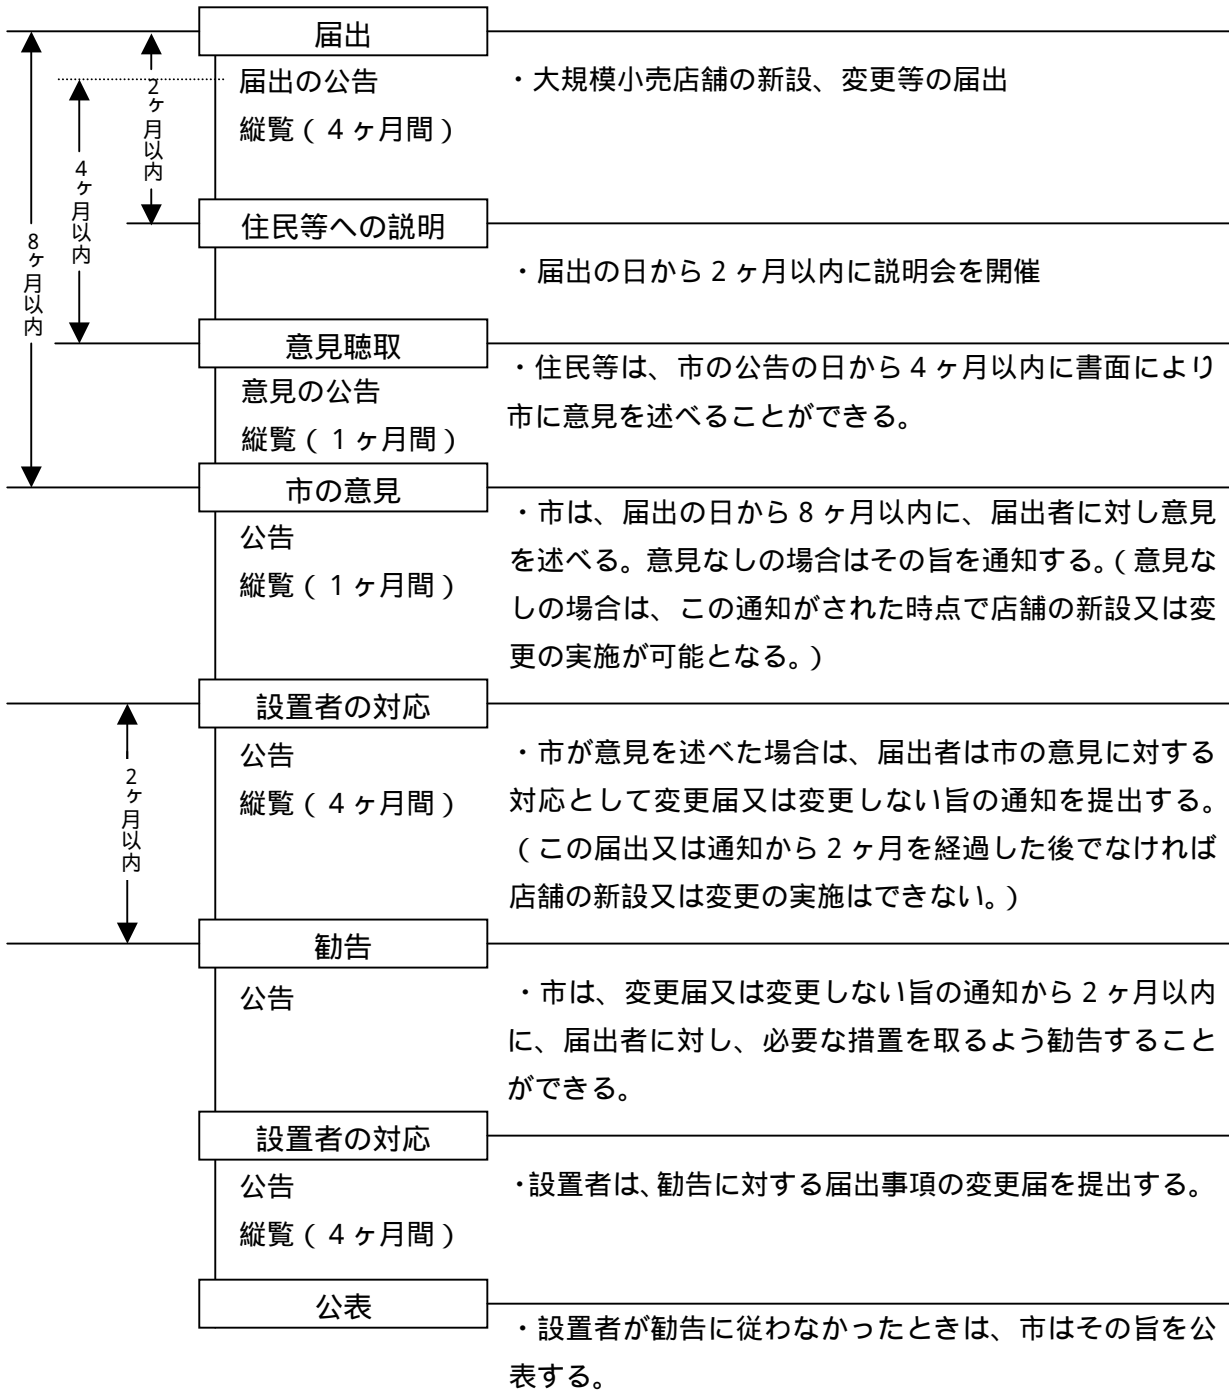 届出
届出の公告
縦覧（４ヶ月間）
・大規模小売店舗の新設、変更等の届出
2ヶ月以内
4ヶ月以内
8ヶ月以内
住民等への説明
・届出の日から２ヶ月以内に説明会を開催
意見聴取
意見の公告
縦覧（１ヶ月間）
・住民等は、市の公告の日から４ヶ月以内に書面により
市に意見を述べることができる。
市の意見
公告
縦覧（１ヶ月間）
・市は、届出の日から８ヶ月以内に、届出者に対し意見
を述べる。意見なしの場合はその旨を通知する。（意見な
しの場合は、この通知がされた時点で店舗の新設又は変
更の実施が可能となる。）
設置者の対応
公告
縦覧（４ヶ月間）
2ヶ月以内
・市が意見を述べた場合は、届出者は市の意見に対する
対応として変更届又は変更しない旨の通知を提出する。
（この届出又は通知から２ヶ月を経過した後でなければ
店舗の新設又は変更の実施はできない。）
勧告
公告
・市は、変更届又は変更しない旨の通知から２ヶ月以内
に、届出者に対し、必要な措置を取るよう勧告すること
ができる。
設置者の対応
公告
縦覧（４ヶ月間）
・設置者は、勧告に対する届出事項の変更届を提出する。
公表
・設置者が勧告に従わなかったときは、市はその旨を公
表する。